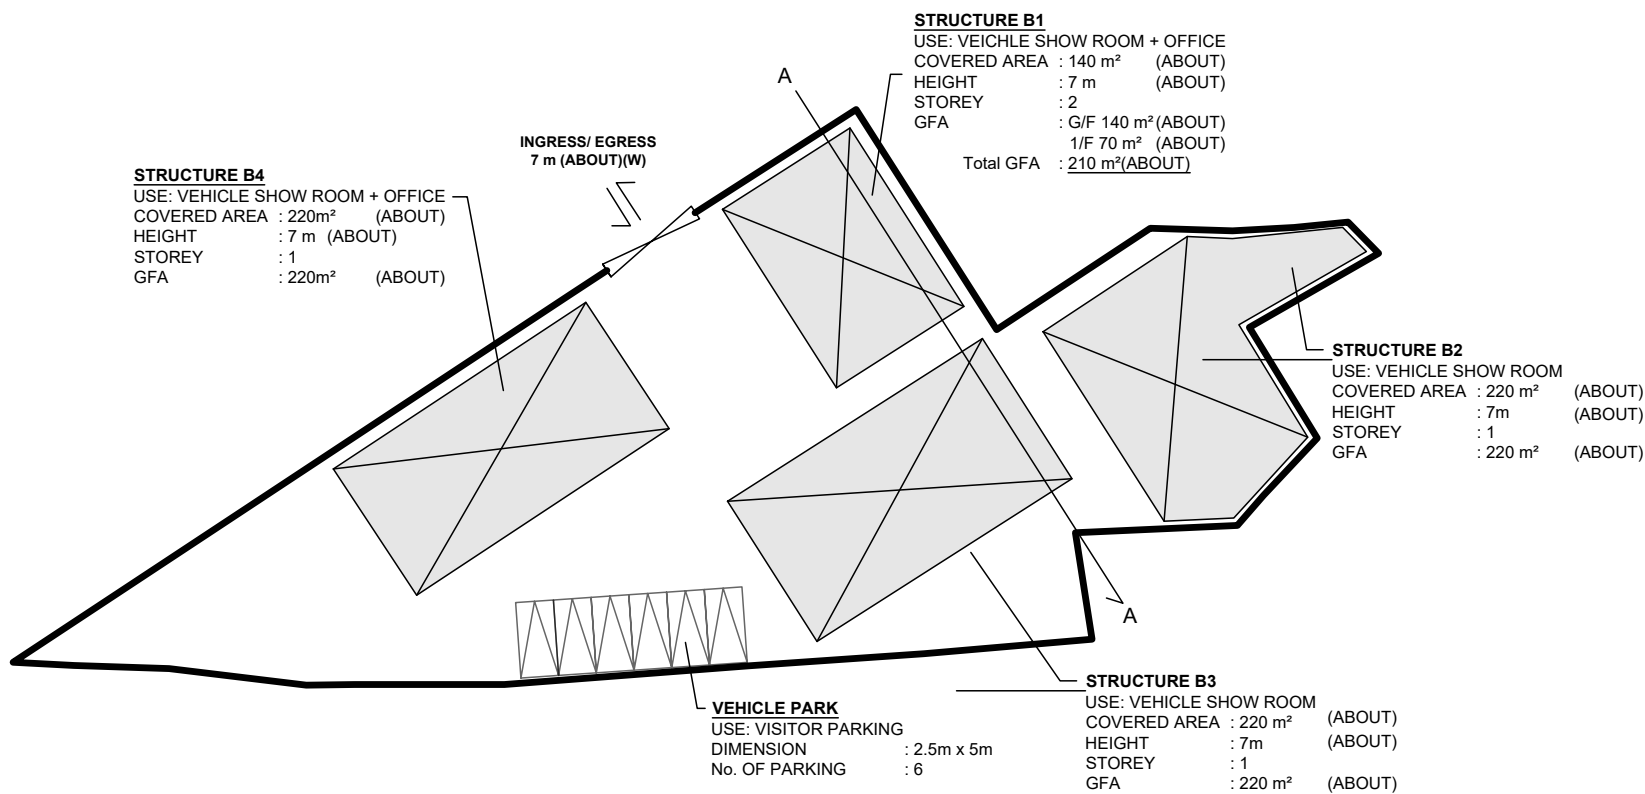 STRUCTURE B1
USE: VEICHLE SHOW ROOM + OFFICE
COVERED AREA : 140 m² (ABOUT)
HEIGHT : 7 m (ABOUT)
STOREY : 2
GFA : G/F 140 m² (ABOUT)
1/F 70 m² (ABOUT)
Total GFA : 210 m²(ABOUT)
A
INGRESS/ EGRESS
7 m (ABOUT)(W)
STRUCTURE B4
USE: VEHICLE SHOW ROOM + OFFICE
COVERED AREA : 220m² (ABOUT)
HEIGHT : 7 m (ABOUT)
STOREY : 1
GFA : 220m² (ABOUT)
STRUCTURE B2
USE: VEHICLE SHOW ROOM
COVERED AREA : 220 m² (ABOUT)
HEIGHT : 7m (ABOUT)
STOREY : 1
GFA : 220 m² (ABOUT)
A
STRUCTURE B3
USE: VEHICLE SHOW ROOM
COVERED AREA : 220 m² (ABOUT)
HEIGHT : 7m (ABOUT)
STOREY : 1
GFA : 220 m² (ABOUT)
VEHICLE PARK
USE: VISITOR PARKING
DIMENSION : 2.5m x 5m
No. OF PARKING : 6